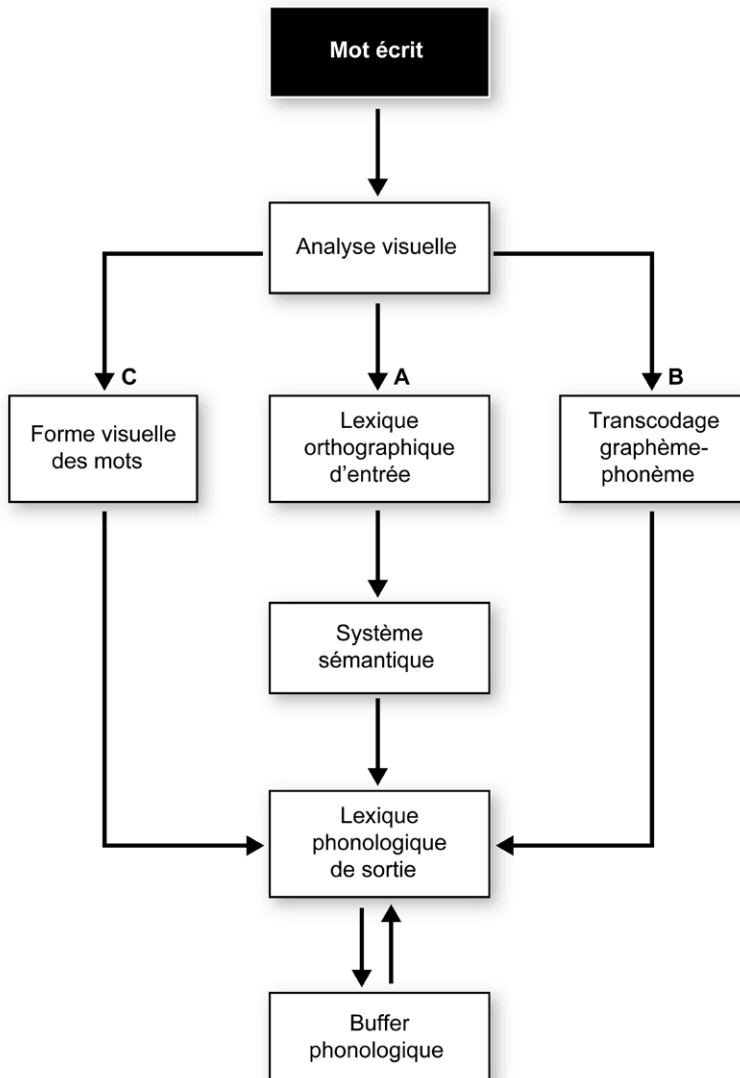 Mot écrit
Analyse visuelle
C
A
B
Forme visuelle
des mots
Lexique
orthographique
d'entrée
Transcodage
graphème-
phonème
Système
sémantique
Lexique
phonologique
de sortie
Buffer
phonologique